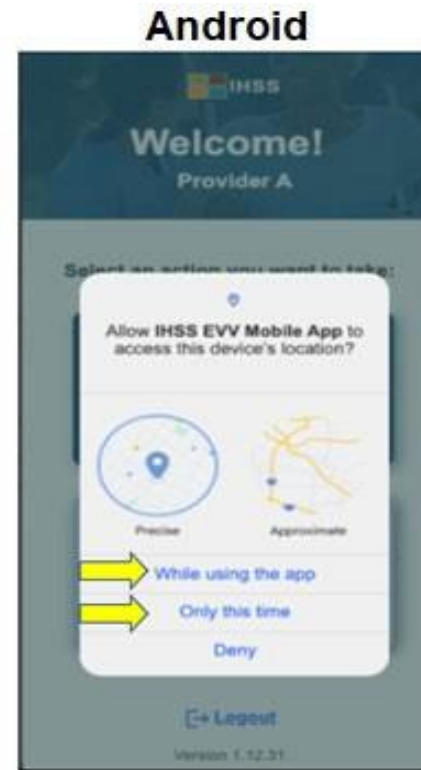 Android
IHSS
Welcome!
Provider A
Select an action you want to take:
Allow IHSS EVV Mobile App to
access this device's location?
Precise
Approximate
While using the app
Only this time
Deny
Logout
Version 1.12.31